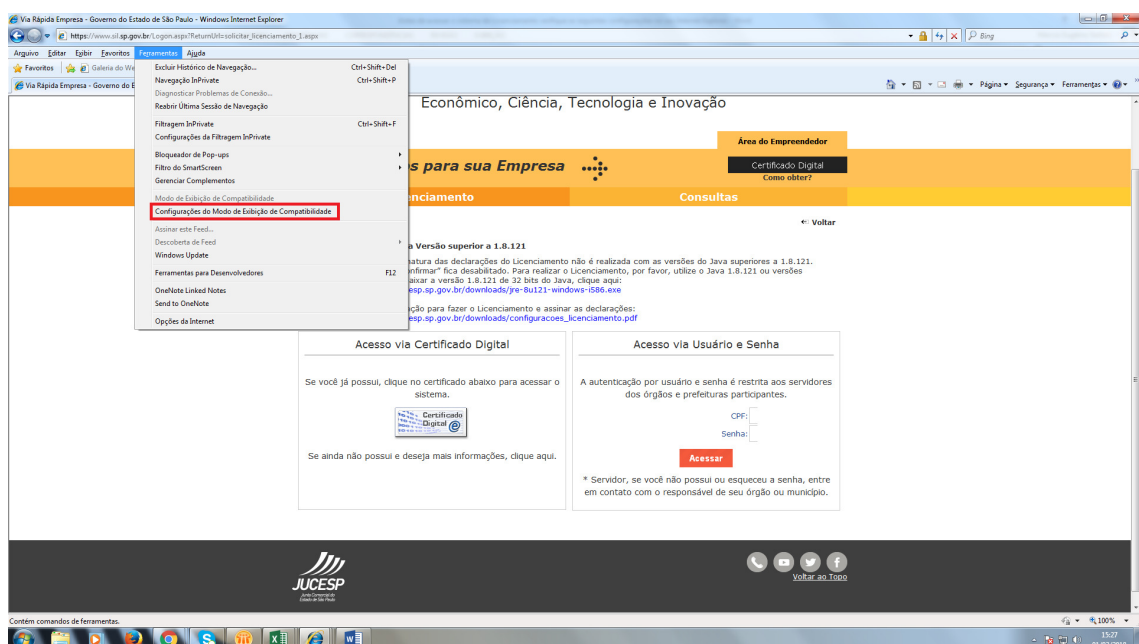 Via Rápida Empresa - Governo do Estado de São Paulo - Windows Internet Explorer
https://www.sil.sp.gov.br/Logon.aspx?ReturnUrl=solicitar_licenciamento_1.aspx
Bing
Arquivo Editar Exibir Favoritos Ferramentas Ajuda
Favoritos Galeria do We
Via Rápida Empresa - Governo do E
Página Segurança Ferramentas
Excluir Histórico de Navegação... Ctrl+Shift+Del
Navegação InPrivate Ctrl+Shift+P
Diagnosticar Problemas de Conexão...
Reabrir Última Sessão de Navegação
Filtragem InPrivate Ctrl+Shift+F
Configurações da Filtragem InPrivate
Bloqueador de Pop-ups
Filtro do SmartScreen
Gerenciar Complementos
Modo de Exibição de Compatibilidade
Configurações do Modo de Exibição de Compatibilidade
Assinar este Feed...
Descoberta de Feed
Windows Update
Ferramentas para Desenvolvedores F12
OneNote Linked Notes
Send to OneNote
Opções da Internet
Econômico, Ciência, Tecnologia e Inovação
Área do Empreendedor
s para sua Empresa
Certificado Digital
Como obter?
enciamento Consultas
Voltar
a Versão superior a 1.8.121
natura das declarações do Licenciamento não é realizada com as versões do Java superiores a 1.8.121.
onfirmar" fica desabilitado. Para realizar o Licenciamento, por favor, utilize o Java 1.8.121 ou versões
aixar a versão 1.8.121 de 32 bits do Java, clique aqui:
esp.sp.gov.br/downloads/jre-8u121-windows-i586.exe
ção para fazer o Licenciamento e assinar as declarações:
esp.sp.gov.br/downloads/configuracoes_licenciamento.pdf
Acesso via Certificado Digital
Se você já possui, clique no certificado abaixo para acessar o
sistema.
Certificado
Digital
Se ainda não possui e deseja mais informações, clique aqui.
Acesso via Usuário e Senha
A autenticação por usuário e senha é restrita aos servidores
dos órgãos e prefeituras participantes.
CPF:
Senha:
Acessar
* Servidor, se você não possui ou esqueceu a senha, entre
em contato com o responsável de seu órgão ou município.
JUCESP
Junta Comercial do
Estado de São Paulo
Voltar ao Topo
Contém comandos de ferramentas.
100%
15:27